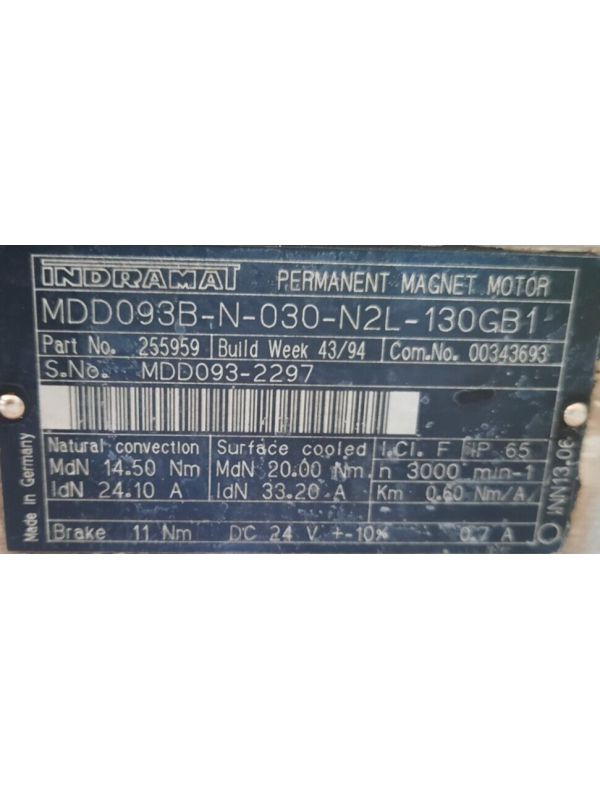 INDRAMAT PERMANENT MAGNET MOTOR
MDD093B-N-030-N2L-130GB1
Part No. 255959 Build Week 43/94 Com.No. 00343693
S.No. MDD093-2297
Natural convection Surface cooled I.Cl. F IP 65
MdN 14.50 Nm MdN 20.00 Nm n 3000 min-1
IdN 24.10 A IdN 33.20 A Km 0.60 Nm/A
Brake 11 Nm DC 24 V +-10% 0.7 A
Made in Germany
INN13.06